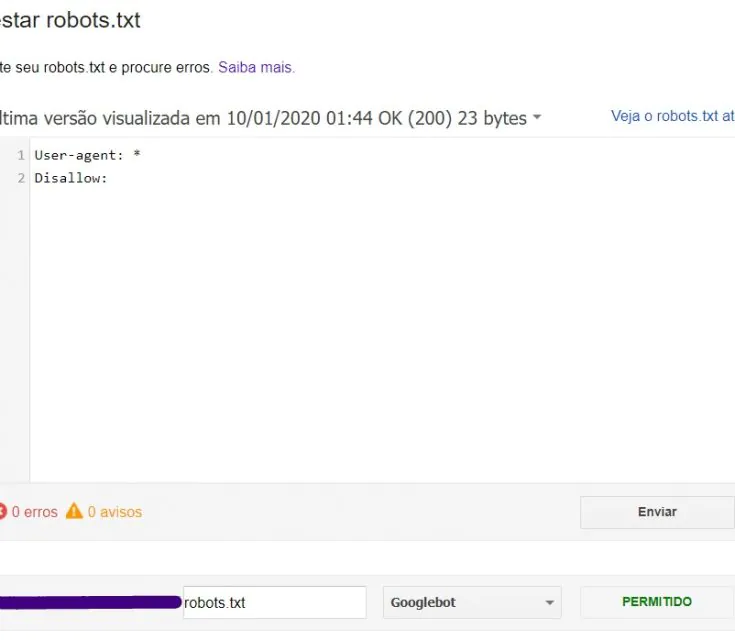 star robots.txt
te seu robots.txt e procure erros. Saiba mais.
ltima versão visualizada em 10/01/2020 01:44 OK (200) 23 bytes
Veja o robots.txt at
1 User-agent: *
2 Disallow:
0 erros 0 avisos
Enviar
robots.txt Googlebot PERMITIDO